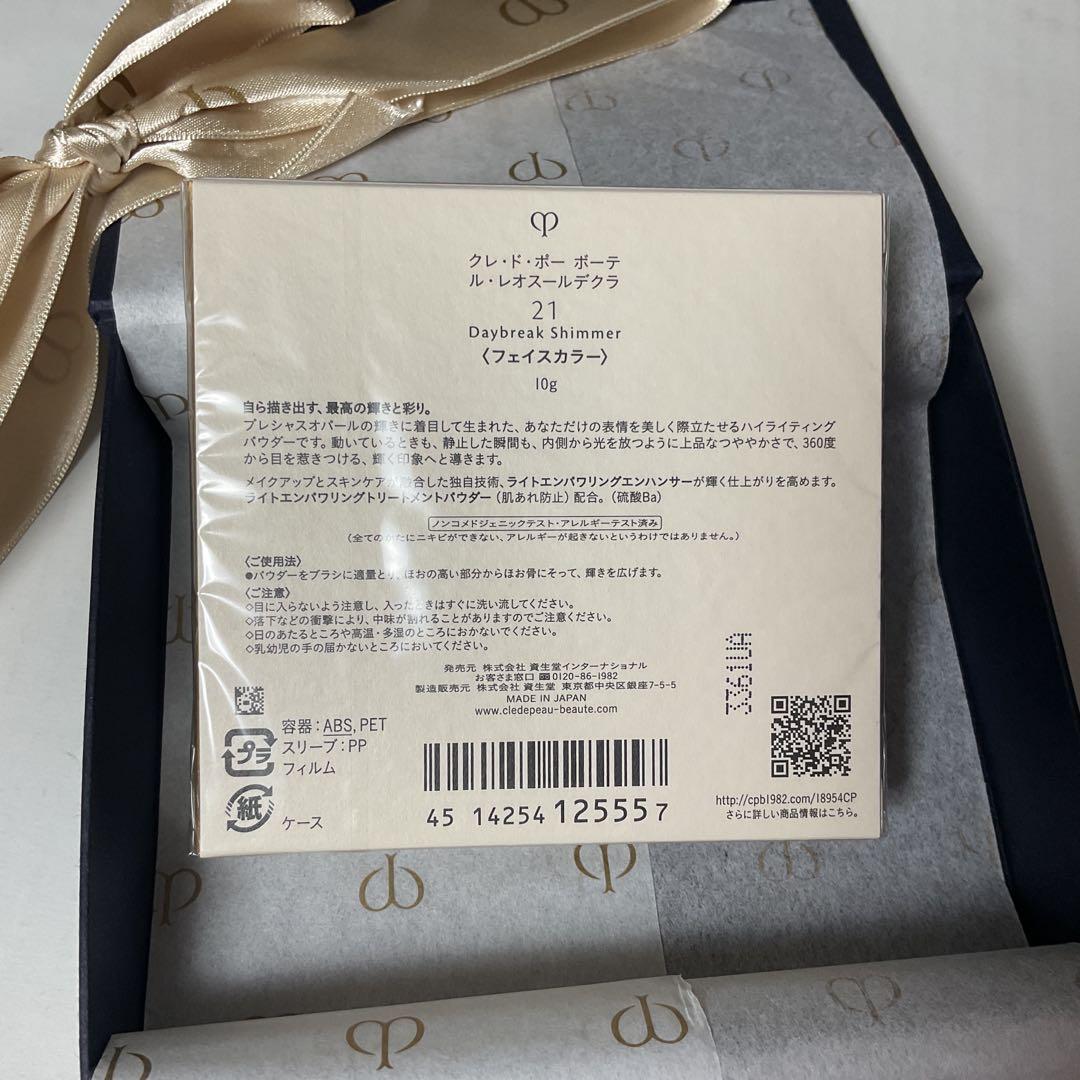 クレ・ド・ポー ボーテ
ル・レオスールデクラ
21
Daybreak Shimmer
〈フェイスカラー〉
10g
自ら描き出す、最高の輝きと彩り。
プレシャスオパールの輝きに着目して生まれた、あなただけの表情を美しく際立たせるハイライティング
パウダーです。動いているときも、静止した瞬間も、内側から光を放つように上品なつややかさで、360度
から目を惹きつける、輝く印象へと導きます。
メイクアップとスキンケアが融合した独自技術、ライトエンパワリングエンハンサーが輝く仕上がりを高めます。
ライトエンパワリングトリートメントパウダー（肌あれ防止）配合。（硫酸Ba）
ノンコメドジェニックテスト・アレルギーテスト済み
（全てのかたにニキビができない、アレルギーが起きないというわけではありません。）
〈ご使用法〉
●パウダーをブラシに適量とり、ほおの高い部分からほお骨にそって、輝きを広げます。
〈ご注意〉
◇目に入らないよう注意し、入ったときはすぐに洗い流してください。
◇落下などの衝撃により、中味が割れることがありますのでご注意ください。
◇日のあたるところや高温・多湿のところにおかないでください。
◇乳幼児の手の届かないところにおいてください。
発売元 株式会社 資生堂インターナショナル
お客さま窓口 0120-86-1982
製造販売元 株式会社 資生堂 東京都中央区銀座7-5-5
MADE IN JAPAN
www.cledepeau-beaute.com
3361UA
容器：ABS, PET
プラ スリーブ：PP
フィルム
紙 ケース
45 14254 12555 7
http://cpb1982.com/18954CP
さらに詳しい商品情報はこちら。